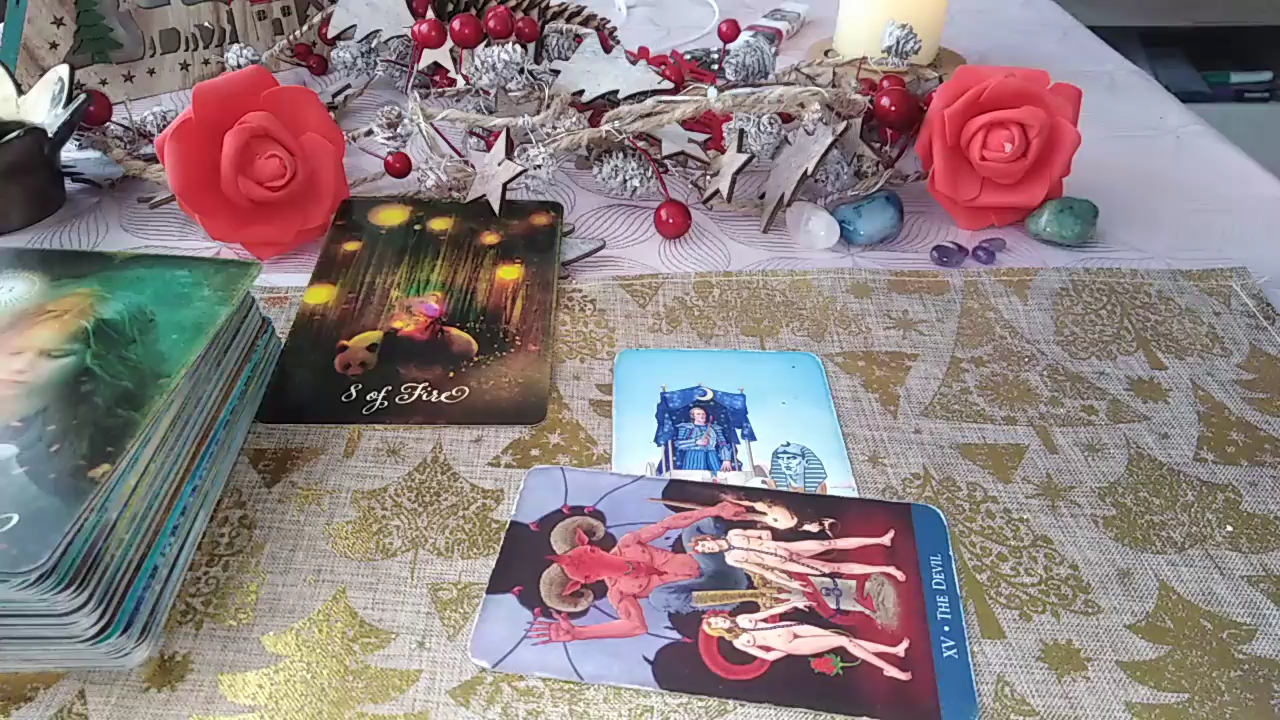 8 of Fire
XV • THE DEVIL